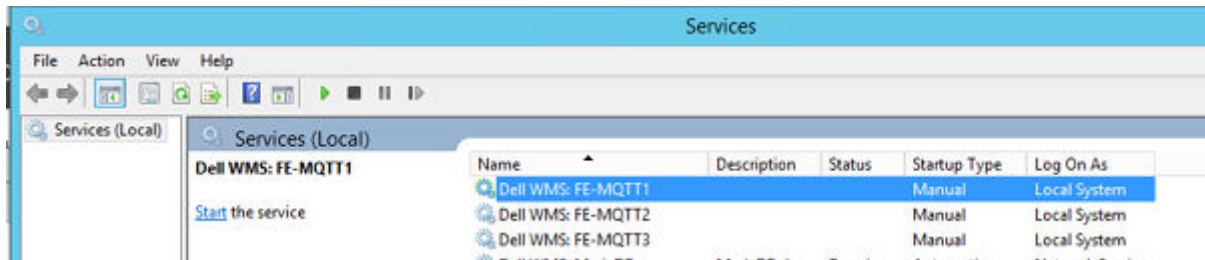 Services
File Action View Help
Services (Local)
Services (Local)
Dell WMS: FE-MQTT1
Start the service
Name Description Status Startup Type Log On As
Dell WMS: FE-MQTT1 Manual Local System
Dell WMS: FE-MQTT2 Manual Local System
Dell WMS: FE-MQTT3 Manual Local System